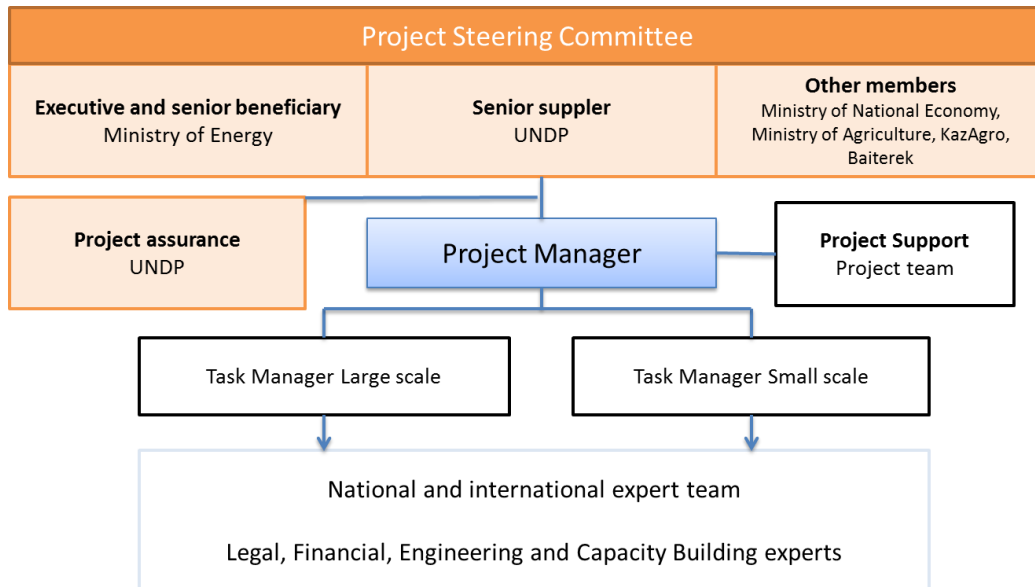 Project Steering Committee
Executive and senior beneficiary
Ministry of Energy
Senior suppler
UNDP
Other members
Ministry of National Economy,
Ministry of Agriculture, KazAgro,
Baiterek
Project assurance
UNDP
Project Manager
Project Support
Project team
Task Manager Large scale
Task Manager Small scale
National and international expert team
Legal, Financial, Engineering and Capacity Building experts